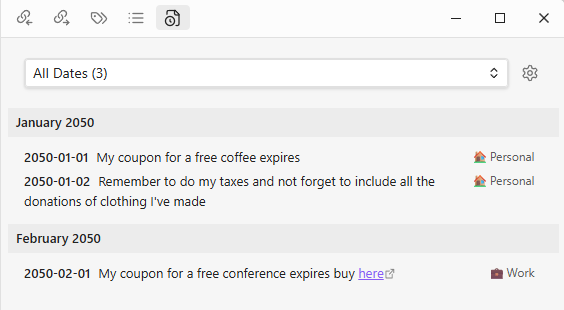 All Dates (3)
January 2050
2050-01-01 My coupon for a free coffee expires
Personal
2050-01-02 Remember to do my taxes and not forget to include all the
donations of clothing I've made
Personal
February 2050
2050-02-01 My coupon for a free conference expires buy here
Work